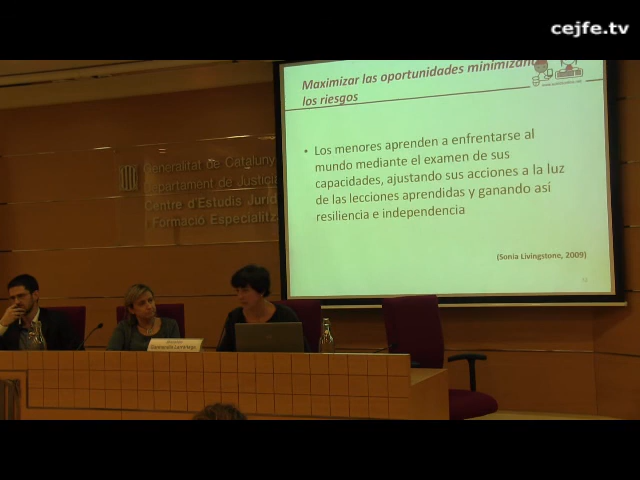 cejfe.tv
Maximizar las oportunidades minimizando
los riesgos
• Los menores aprenden a enfrentarse al
mundo mediante el examen de sus
capacidades, ajustando sus acciones a la luz
de las lecciones aprendidas y ganando así
resiliencia e independencia
(Sonia Livingstone, 2009)
Generalitat de Catalunya
Departament de Justícia
Centre d'Estudis Juríd
i Formació Especialitz